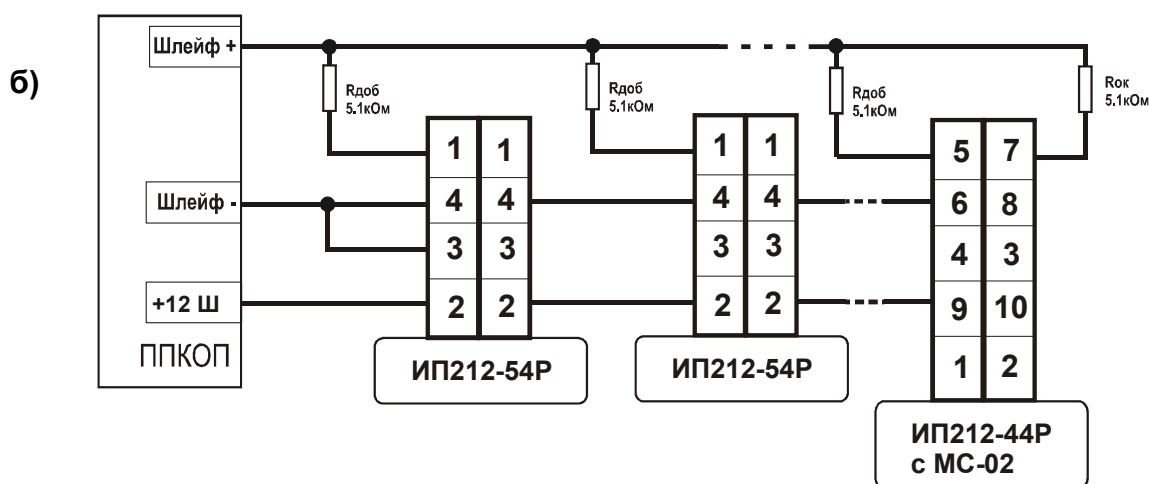 б)
Шлейф +
Шлейф -
+12 Ш
ППКОП
Rдоб
5.1кОм
Rдоб
5.1кОм
Rдоб
5.1кОм
Rок
5.1кОм
1 1
4 4
3 3
2 2
ИП212-54Р
1 1
4 4
3 3
2 2
ИП212-54Р
5 7
6 8
4 3
9 10
1 2
ИП212-44Р
с МС-02